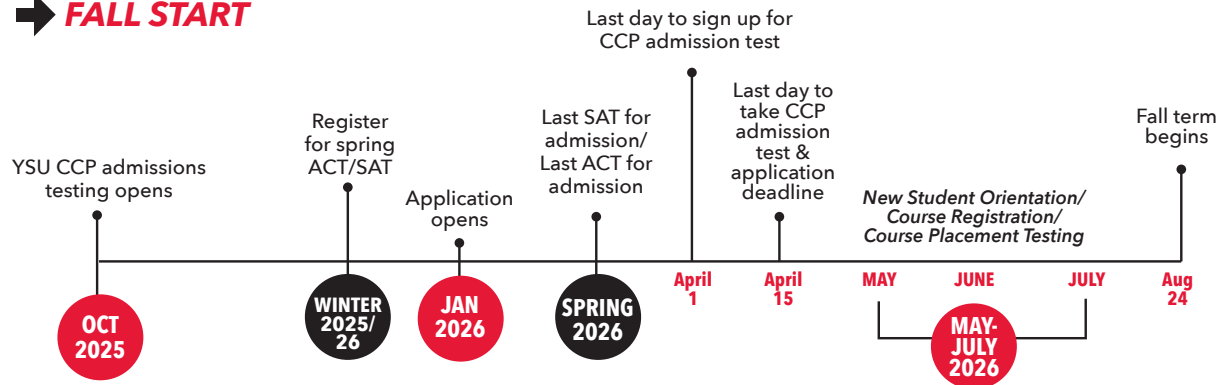 FALL START
YSU CCP admissions
testing opens
OCT
2025
Register
for spring
ACT/SAT
WINTER
2025/
26
Application
opens
JAN
2026
Last SAT for
admission/
Last ACT for
admission
SPRING
2026
Last day to sign up for
CCP admission test
April
1
Last day to
take CCP
admission
test &
application
deadline
April
15
New Student Orientation/
Course Registration/
Course Placement Testing
MAY
JUNE
JULY
MAY-
JULY
2026
Fall term
begins
Aug
24